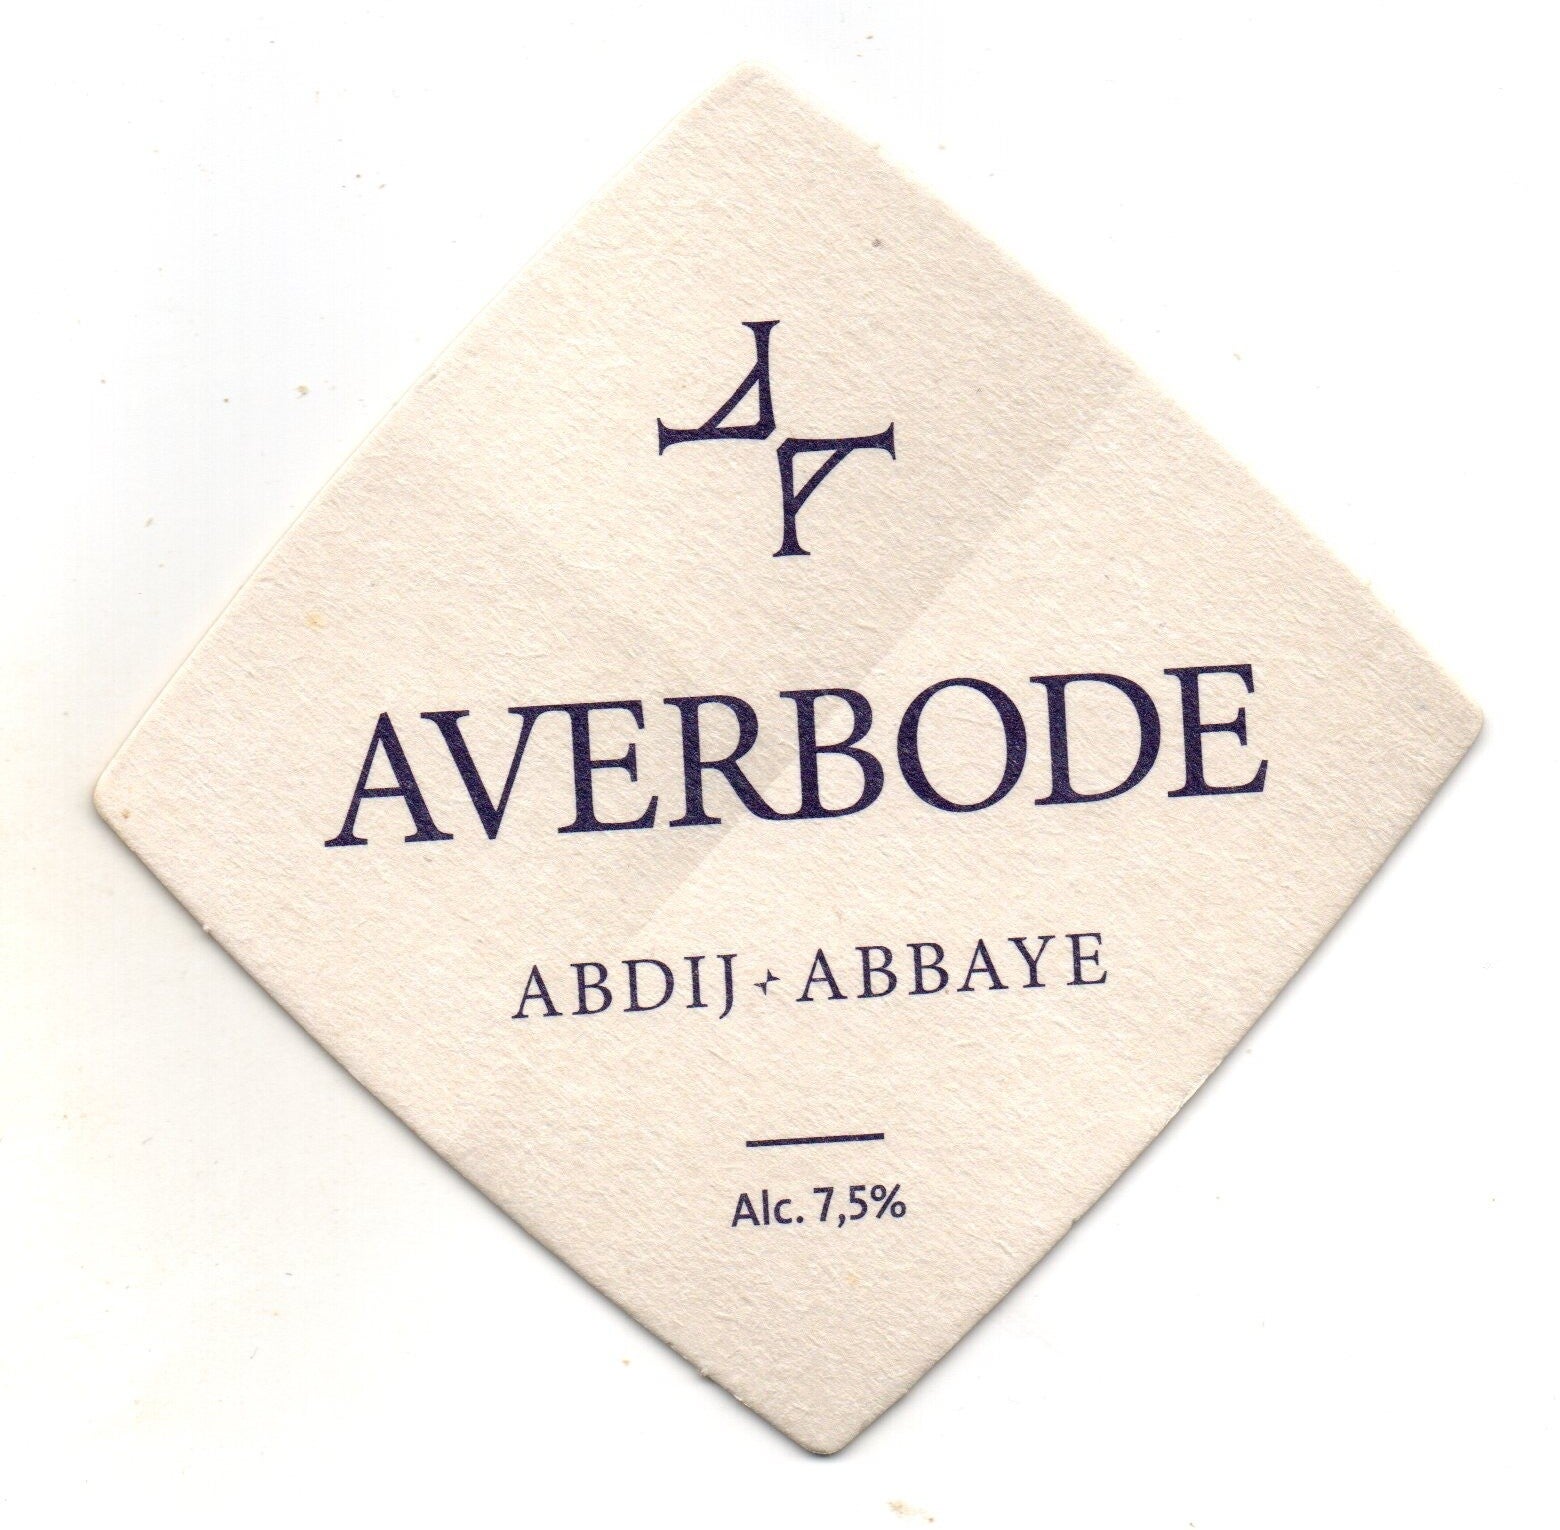 AVERBODE
ABDIJ + ABBAYE
Alc. 7,5%